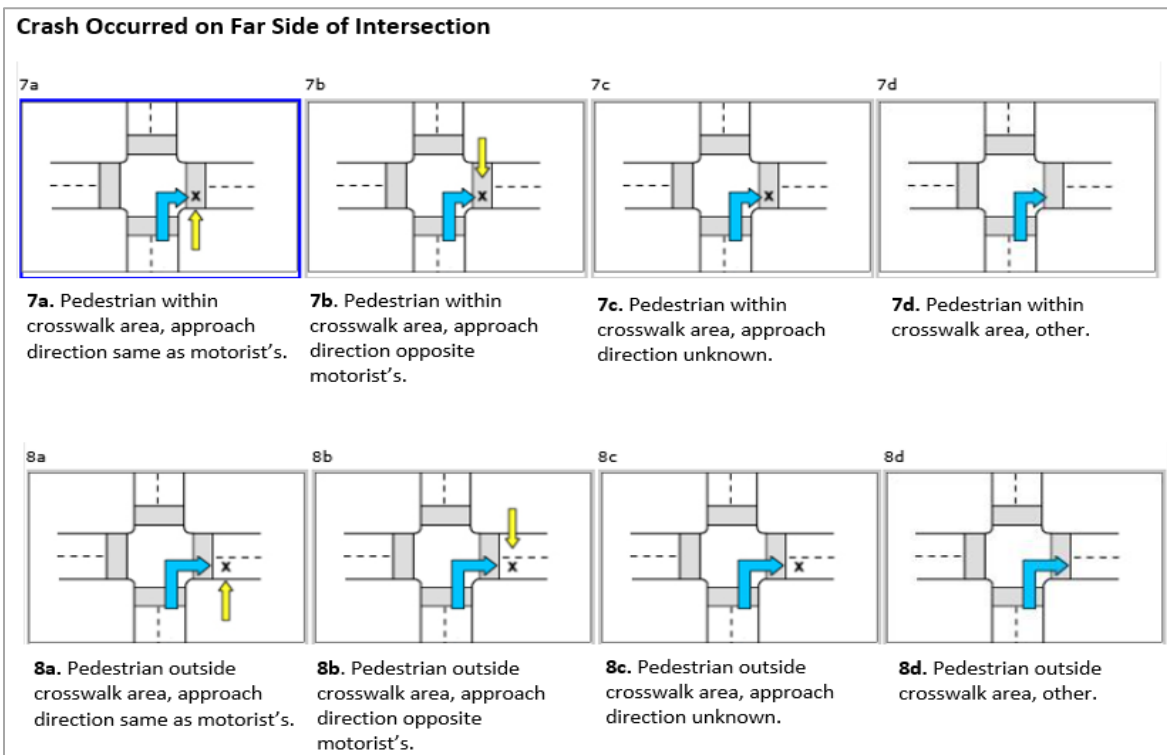 Crash Occurred on Far Side of Intersection
7a 7b 7c 7d
x x x
7a. Pedestrian within
crosswalk area, approach
direction same as motorist's.
7b. Pedestrian within
crosswalk area, approach
direction opposite
motorist's.
7c. Pedestrian within
crosswalk area, approach
direction unknown.
7d. Pedestrian within
crosswalk area, other.
8a 8b 8c 8d
x x x
8a. Pedestrian outside
crosswalk area, approach
direction same as motorist's.
8b. Pedestrian outside
crosswalk area, approach
direction opposite
motorist's.
8c. Pedestrian outside
crosswalk area, approach
direction unknown.
8d. Pedestrian outside
crosswalk area, other.